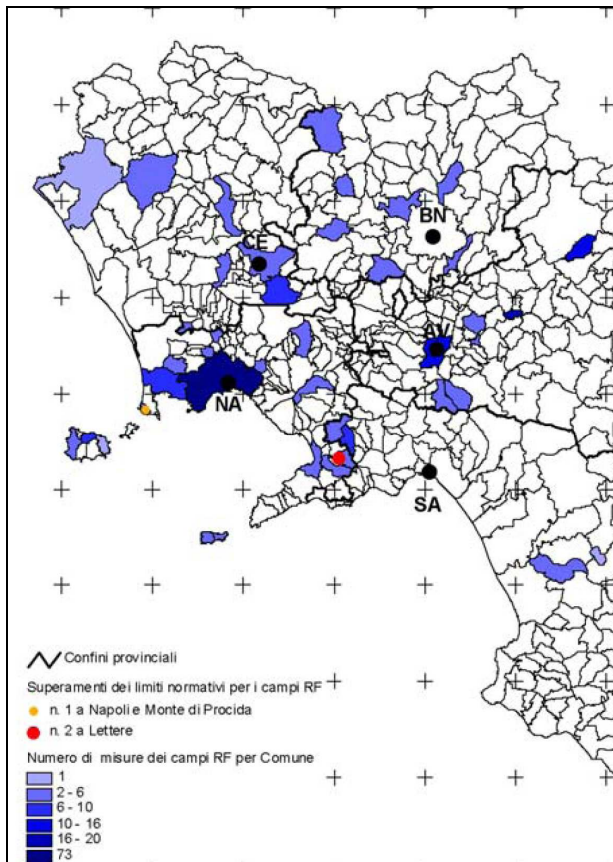 BN
CE
AV
NA
SA
Confini provinciali
Superamenti dei limiti normativi per i campi RF
n. 1 a Napoli e Monte di Procida
n. 2 a Lettere
Numero di misure dei campi RF per Comune
1
2 - 6
6 - 10
10 - 16
16 - 20
73